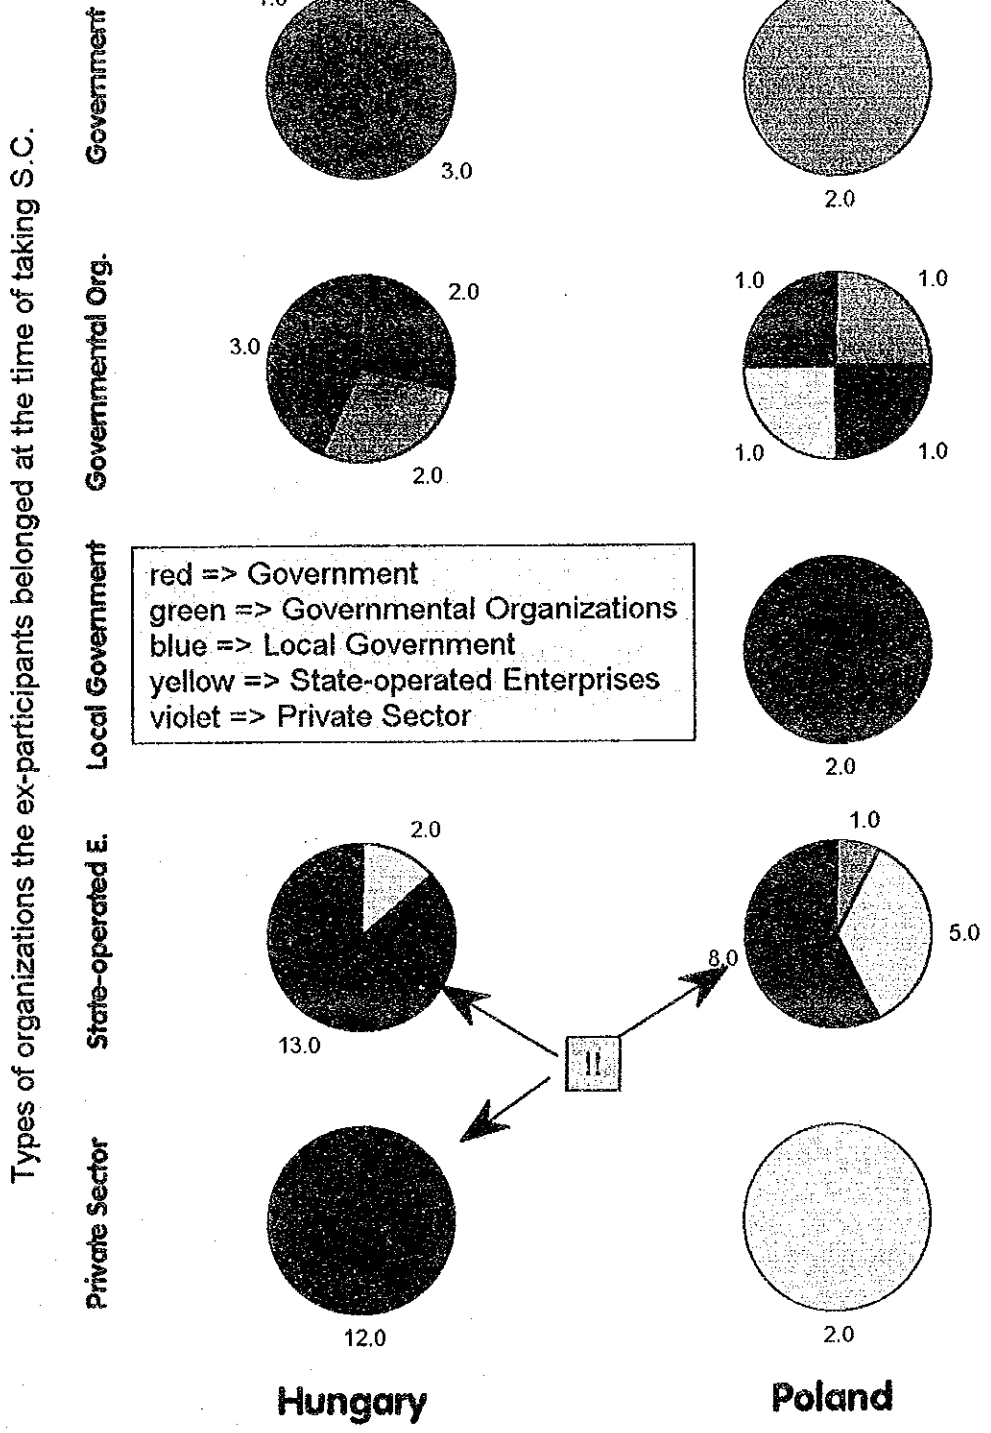 Types of organizations the ex-participants belonged at the time of taking S.C.
Government
3.0
2.0
Governmental Org.
3.0
2.0
2.0
1.0
1.0
1.0
1.0
Local Government
red => Government
green => Governmental Organizations
blue => Local Government
yellow => State-operated Enterprises
violet => Private Sector
2.0
State-operated E.
2.0
13.0
1.0
5.0
8.0
II
Private Sector
12.0
2.0
Hungary
Poland